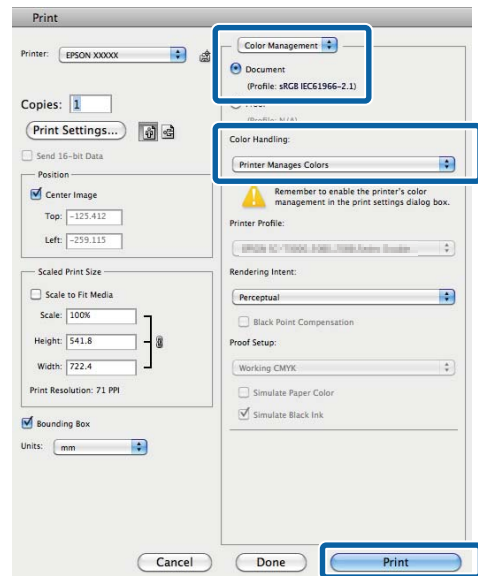 Print
Printer: EPSON XXXXX
Copies: 1
Print Settings...
Send 16-bit Data
Position
Center Image
Top: -125.412
Left: -259.115
Scaled Print Size
Scale to Fit Media
Scale: 100%
Height: 541.8
Width: 722.4
Print Resolution: 71 PPI
Bounding Box
Units: mm
Color Management
Document
(Profile: sRGB IEC61966-2.1)
(Profile: N/A)
Color Handling:
Printer Manages Colors
Remember to enable the printer's color
management in the print settings dialog box.
Printer Profile:
Rendering Intent:
Perceptual
Black Point Compensation
Proof Setup:
Working CMYK
Simulate Paper Color
Simulate Black Ink
Cancel
Done
Print